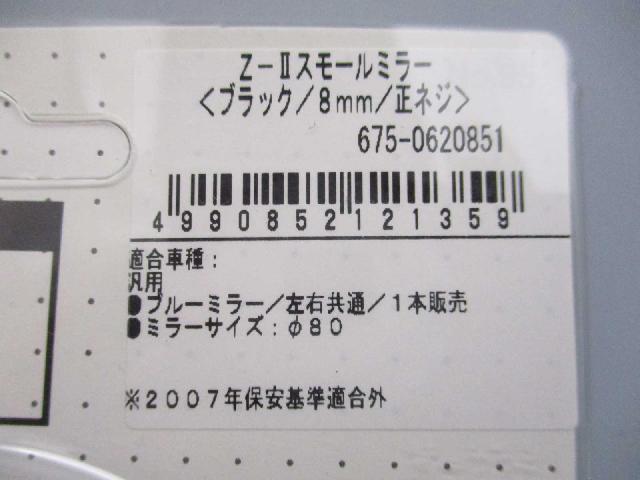 Z-Ⅱスモールミラー
＜ブラック／8mm／正ネジ＞
675-0620851
4990852121359
適合車種：
汎用
●ブルーミラー／左右共通／1本販売
●ミラーサイズ：φ80
※2007年保安基準適合外